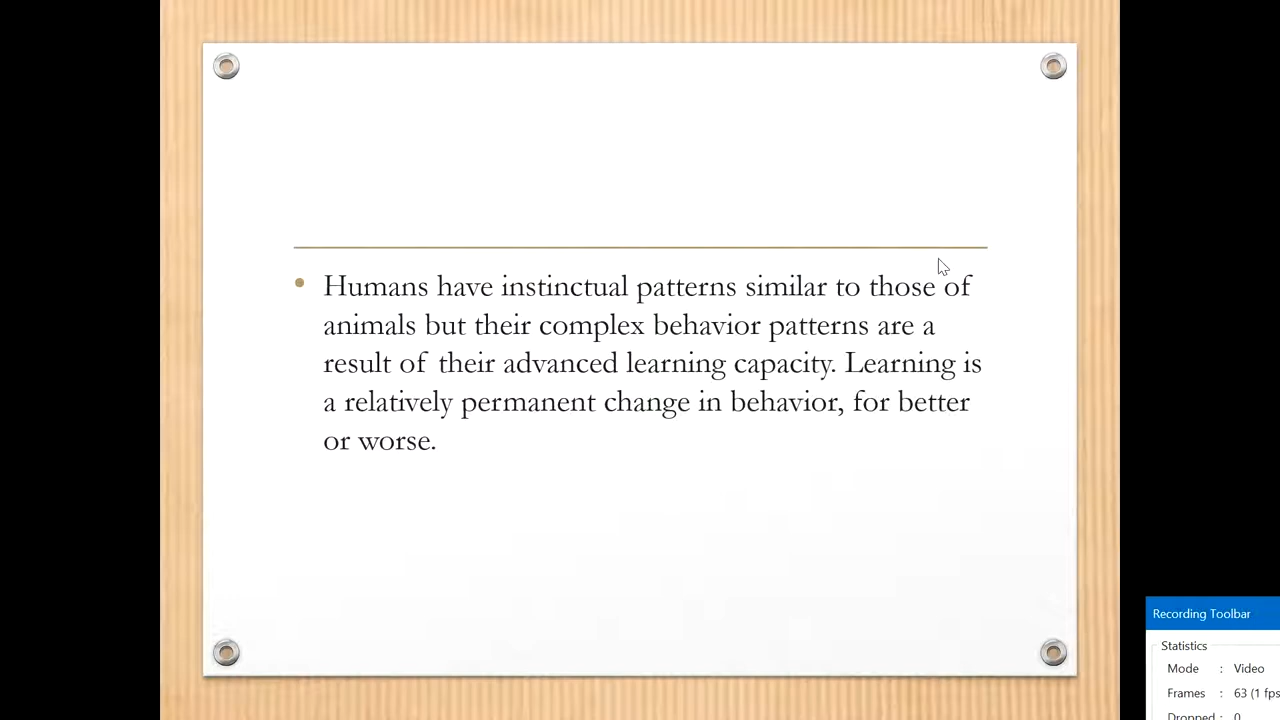 • Humans have instinctual patterns similar to those of
animals but their complex behavior patterns are a
result of their advanced learning capacity. Learning is
a relatively permanent change in behavior, for better
or worse.
Recording Toolbar
Statistics
Mode : Video
Frames : 63 (1 fps
Dropped : 0